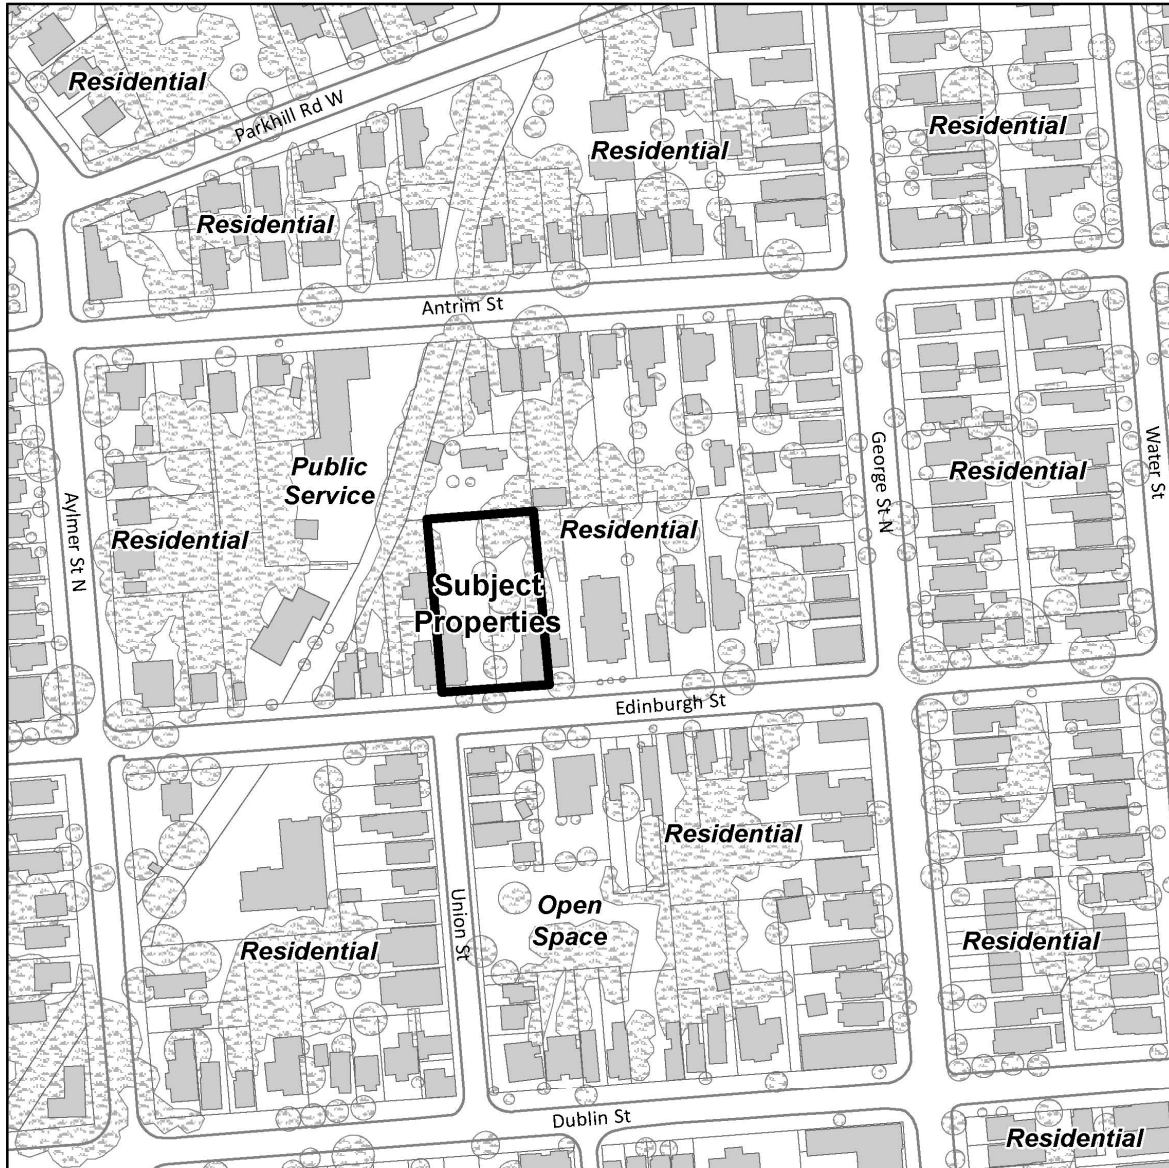 Residential
Parkhill Rd W
Residential
Residential
Residential
Antrim St
Public
Service
Residential
Residential
Residential
Aylmer St N
George St N
Water St
Subject
Properties
Edinburgh St
Residential
Open
Space
Residential
Union St
Residential
Dublin St
Residential